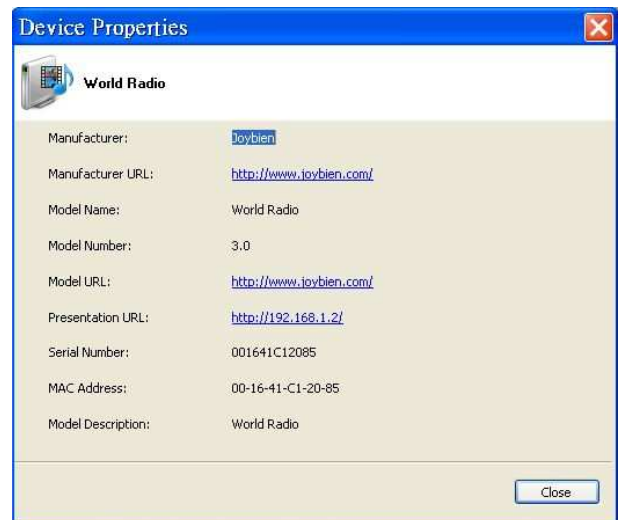 Device Properties
World Radio
Manufacturer: Joybien
Manufacturer URL: http://www.joybien.com/
Model Name: World Radio
Model Number: 3.0
Model URL: http://www.joybien.com/
Presentation URL: http://192.168.1.2/
Serial Number: 001641C12085
MAC Address: 00-16-41-C1-20-85
Model Description: World Radio
Close